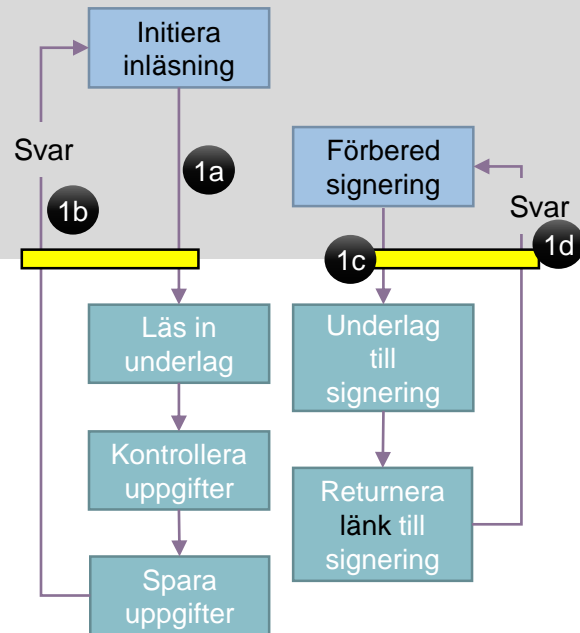 Initiera
inläsning
Svar
1a
1b
Förbered
signering
Svar
1c
1d
Läs in
underlag
Underlag
till
signering
Kontrollera
uppgifter
Returnera
länk till
signering
Spara
uppgifter